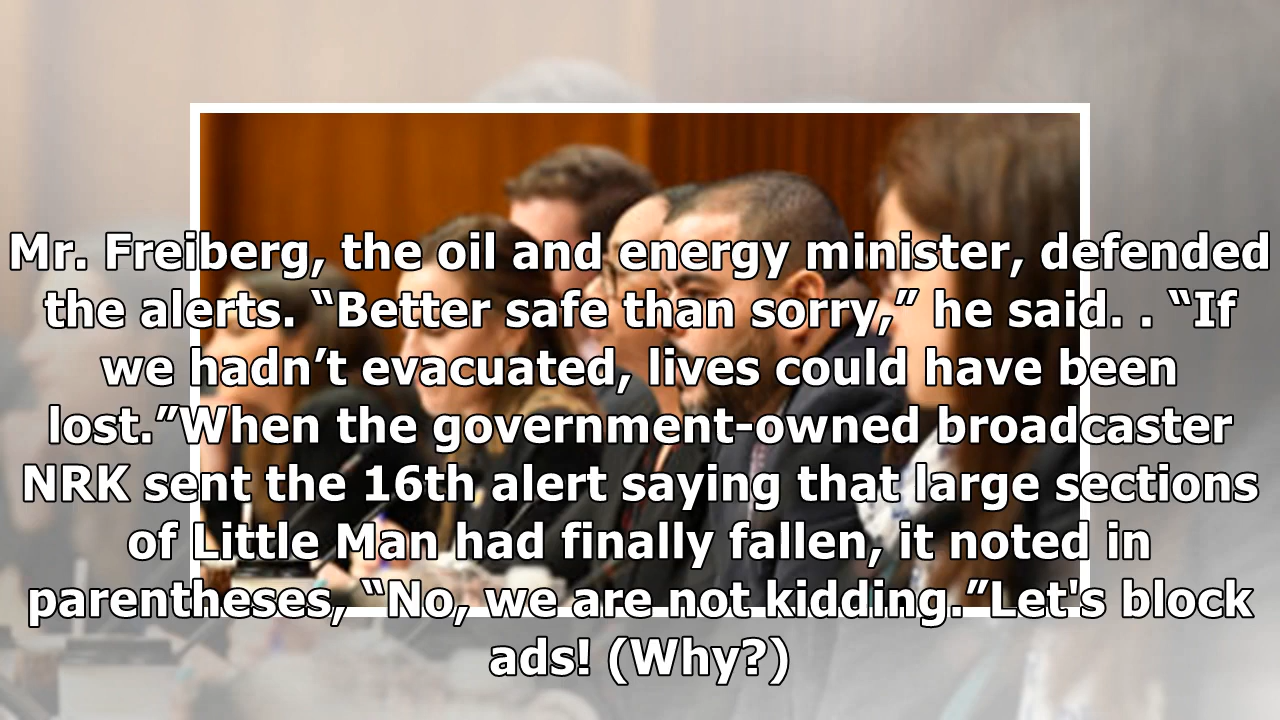 Mr. Freiberg, the oil and energy minister, defended
the alerts. “Better safe than sorry,” he said. . “If
we hadn’t evacuated, lives could have been
lost.”When the government-owned broadcaster
NRK sent the 16th alert saying that large sections
of Little Man had finally fallen, it noted in
parentheses, “No, we are not kidding.”Let's block
ads! (Why?)